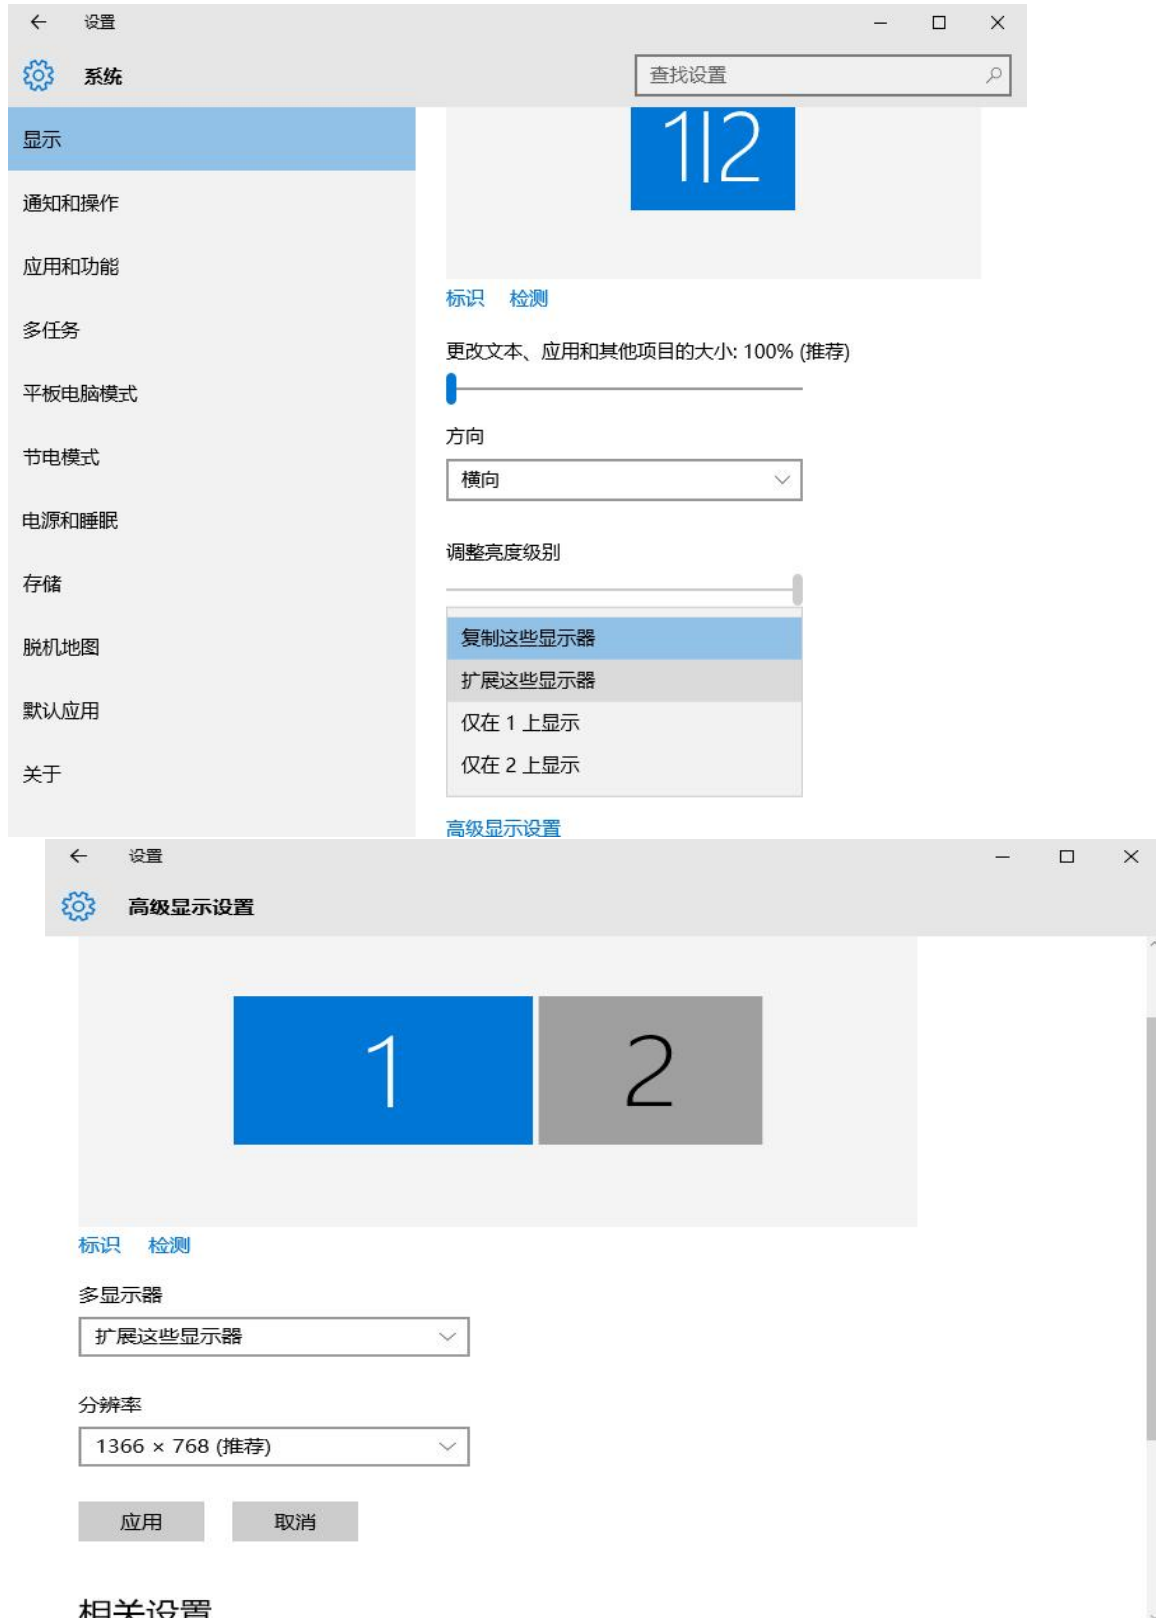 设置
系统
查找设置
显示
通知和操作
应用和功能
多任务
平板电脑模式
节电模式
电源和睡眠
存储
脱机地图
默认应用
关于
1|2
标识 检测
更改文本、应用和其他项目的大小: 100% (推荐)
方向
横向
调整亮度级别
复制这些显示器
扩展这些显示器
仅在 1 上显示
仅在 2 上显示
高级显示设置
设置
高级显示设置
1 2
标识 检测
多显示器
扩展这些显示器
分辨率
1366 × 768 (推荐)
应用 取消
相关设置